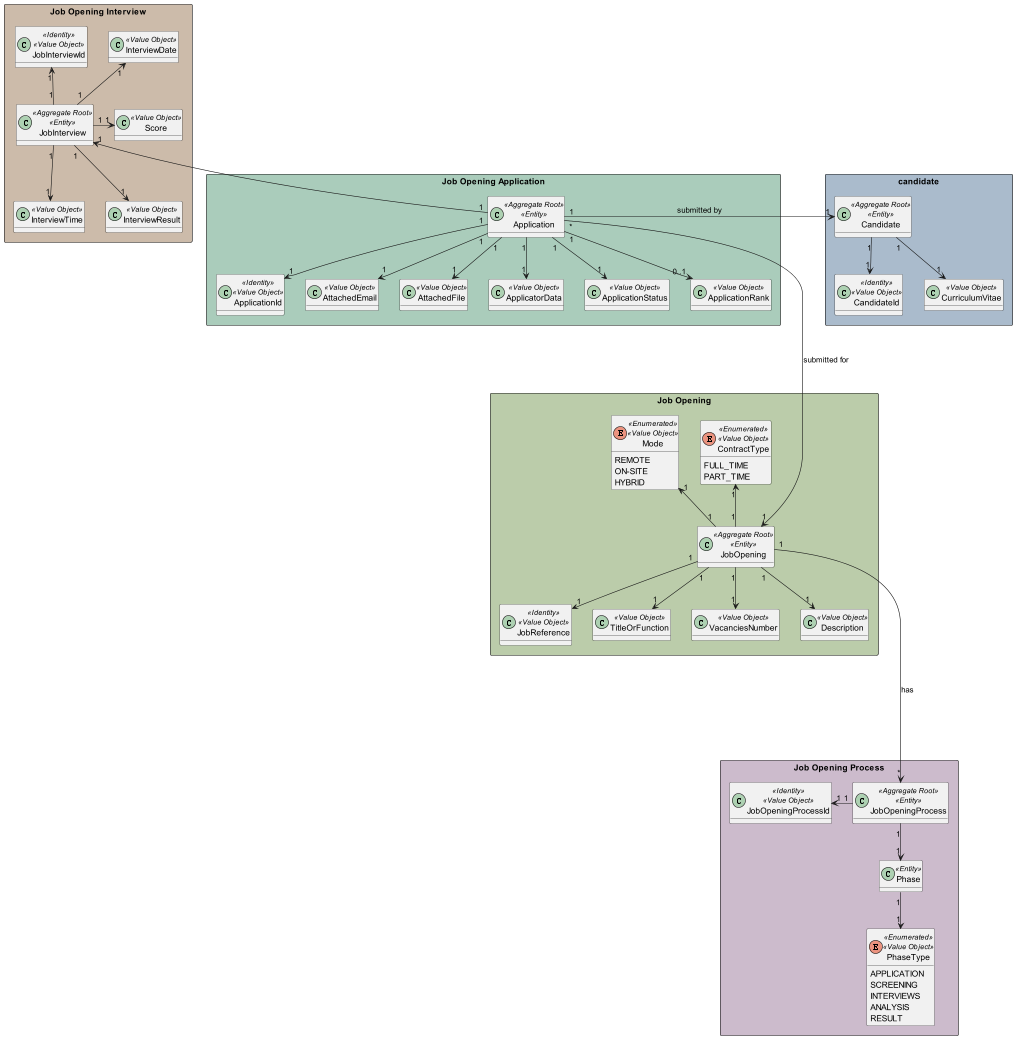 Job Opening Interview
«Identity»
«Value Object»
JobInterviewId
«Value Object»
InterviewDate
«Aggregate Root»
«Entity»
JobInterview
«Value Object»
Score
«Value Object»
InterviewTime
«Value Object»
InterviewResult
1
1
1
1
1
1
1
1
1
1
1
Job Opening Application
«Aggregate Root»
«Entity»
Application
1
1
1
1
1
1
1
1
*
submitted by
1
«Identity»
«Value Object»
ApplicationId
«Value Object»
AttachedEmail
«Value Object»
AttachedFile
«Value Object»
ApplicatorData
«Value Object»
ApplicationStatus
«Value Object»
ApplicationRank
1
1
1
1
1
0..1
candidate
«Aggregate Root»
«Entity»
Candidate
1
1
1
1
«Identity»
«Value Object»
CandidateId
«Value Object»
CurriculumVitae
submitted for
Job Opening
«Enumerated»
«Value Object»
Mode
REMOTE
ON-SITE
HYBRID
«Enumerated»
«Value Object»
ContractType
FULL_TIME
PART_TIME
1
1
1
1
1
«Aggregate Root»
«Entity»
JobOpening
1
1
1
1
1
1
1
1
1
«Identity»
«Value Object»
JobReference
«Value Object»
TitleOrFunction
«Value Object»
VacanciesNumber
«Value Object»
Description
has
*
Job Opening Process
«Identity»
«Value Object»
JobOpeningProcessId
1
1
«Aggregate Root»
«Entity»
JobOpeningProcess
1
1
«Entity»
Phase
1
1
«Enumerated»
«Value Object»
PhaseType
APPLICATION
SCREENING
INTERVIEWS
ANALYSIS
RESULT